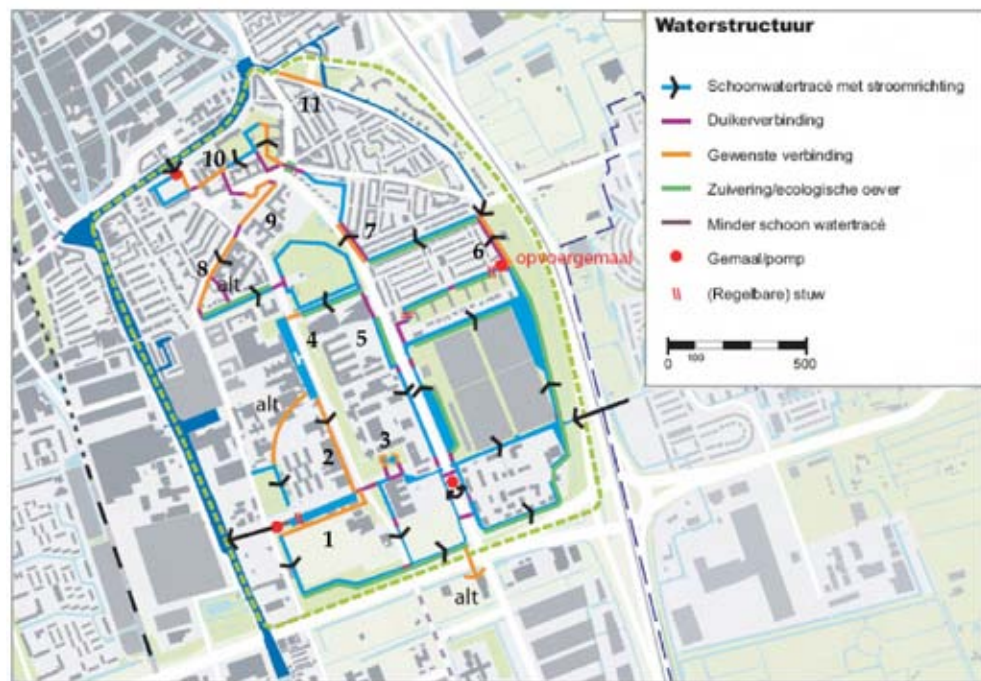 Waterstructuur
Schoonwatertracé met stroomrichting
Duikerverbinding
Gewenste verbinding
Zuivering/ecologische oever
Minder schoon watertracé
Gemaal/pomp
(Regelbare) stuw
0 100 500
11
10
9
7
6
opvoergemaal
8
alt
4
5
alt
3
2
1
alt